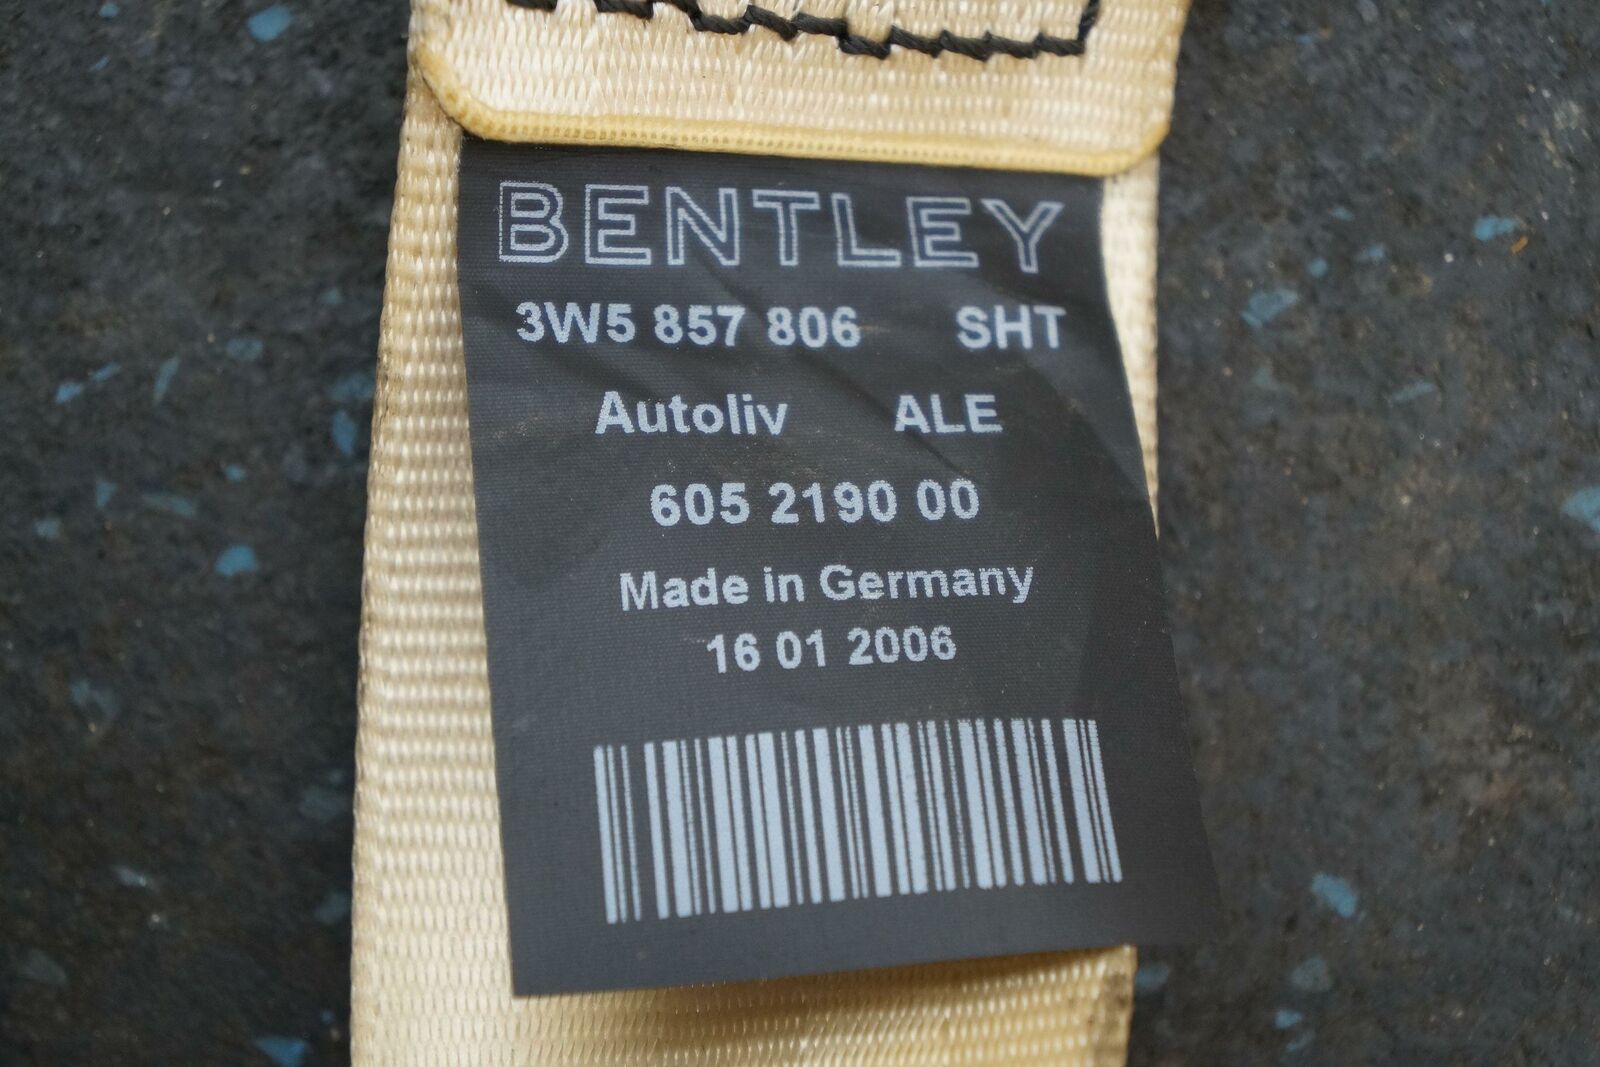 BENTLEY
3W5 857 806 SHT
Autoliv ALE
605 2190 00
Made in Germany
16 01 2006